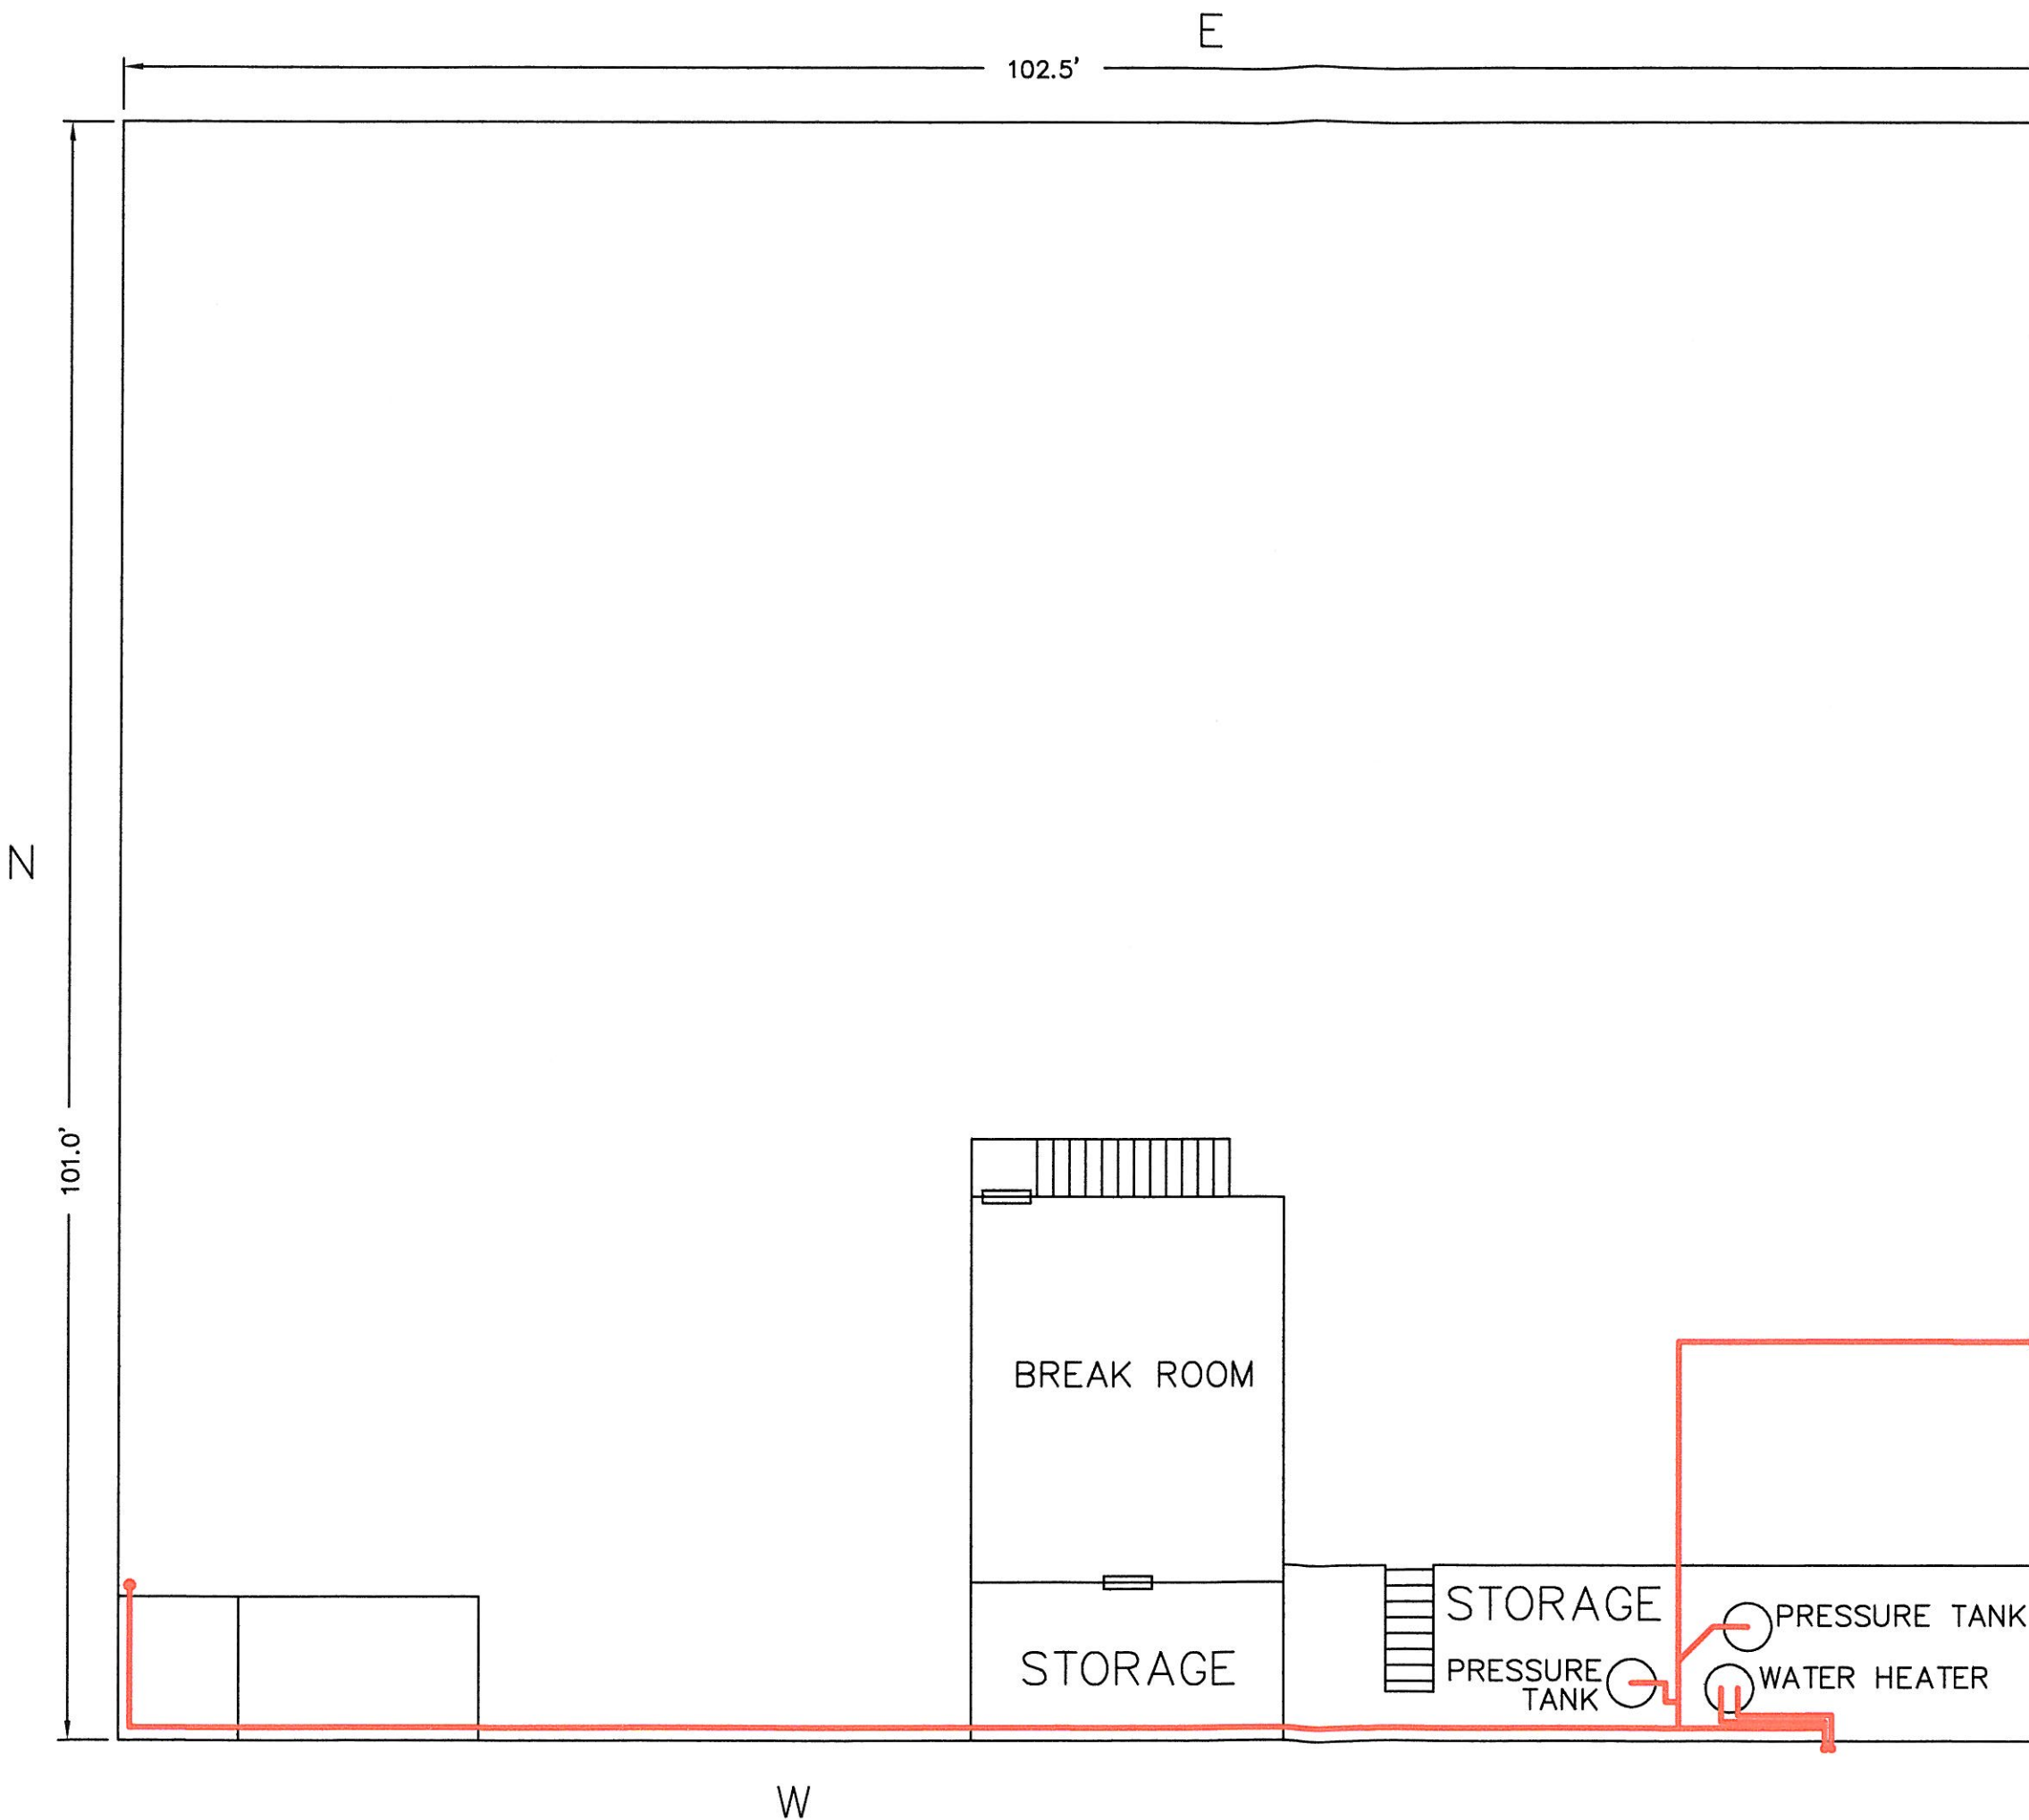 E
102.5'
N
101.0'
BREAK ROOM
STORAGE
STORAGE
PRESSURE TANK
PRESSURE
TANK
WATER HEATER
W